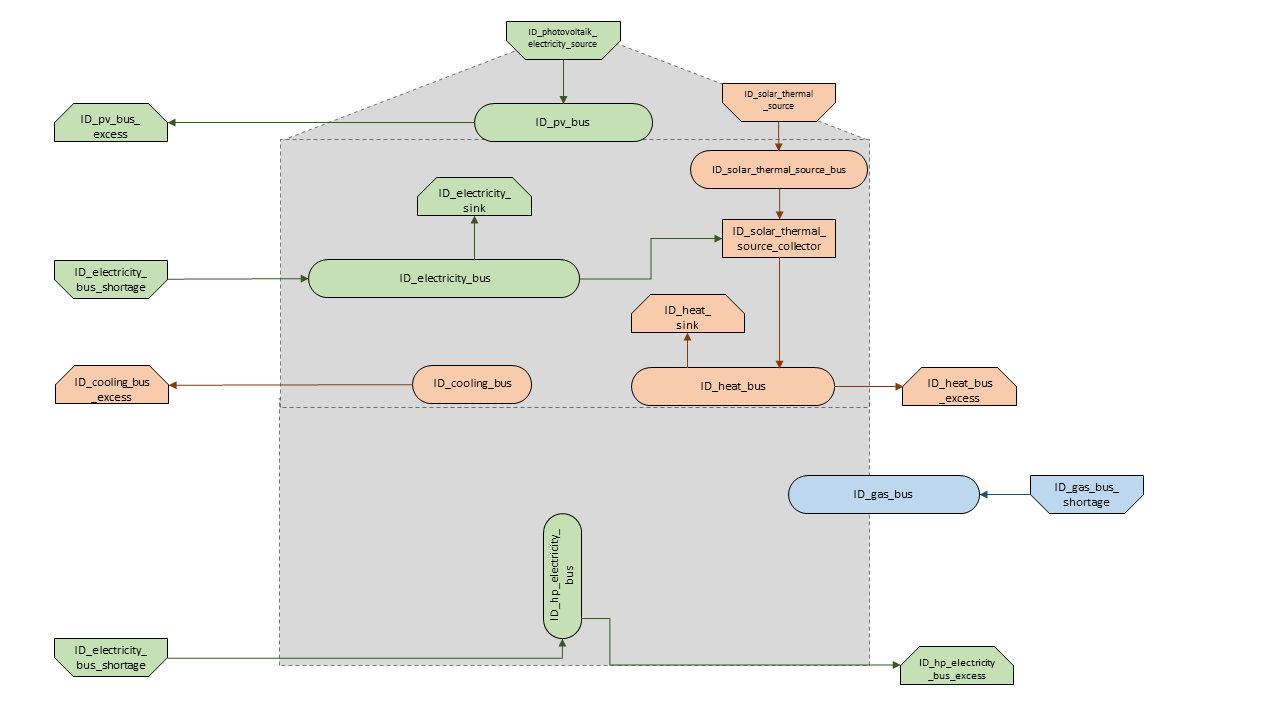 ID_photovoltaik_
electricity_source
ID_solar_thermal
_source
ID_pv_bus_
excess
ID_pv_bus
ID_solar_thermal_source_bus
ID_electricity_
sink
ID_solar_thermal_
source_collector
ID_electricity_
bus_shortage
ID_electricity_bus
ID_heat_
sink
ID_cooling_bus
_excess
ID_cooling_bus
ID_heat_bus
ID_heat_bus
_excess
ID_gas_bus
ID_gas_bus_
shortage
ID_hp_electricity_
bus
ID_electricity_
bus_shortage
ID_hp_electricity
_bus_excess